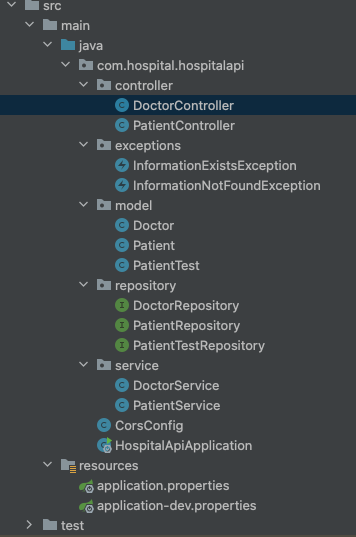 src
main
java
com.hospital.hospitalapi
controller
DoctorController
PatientController
exceptions
InformationExistsException
InformationNotFoundException
model
Doctor
Patient
PatientTest
repository
DoctorRepository
PatientRepository
PatientTestRepository
service
DoctorService
PatientService
CorsConfig
HospitalApiApplication
resources
application.properties
application-dev.properties
test